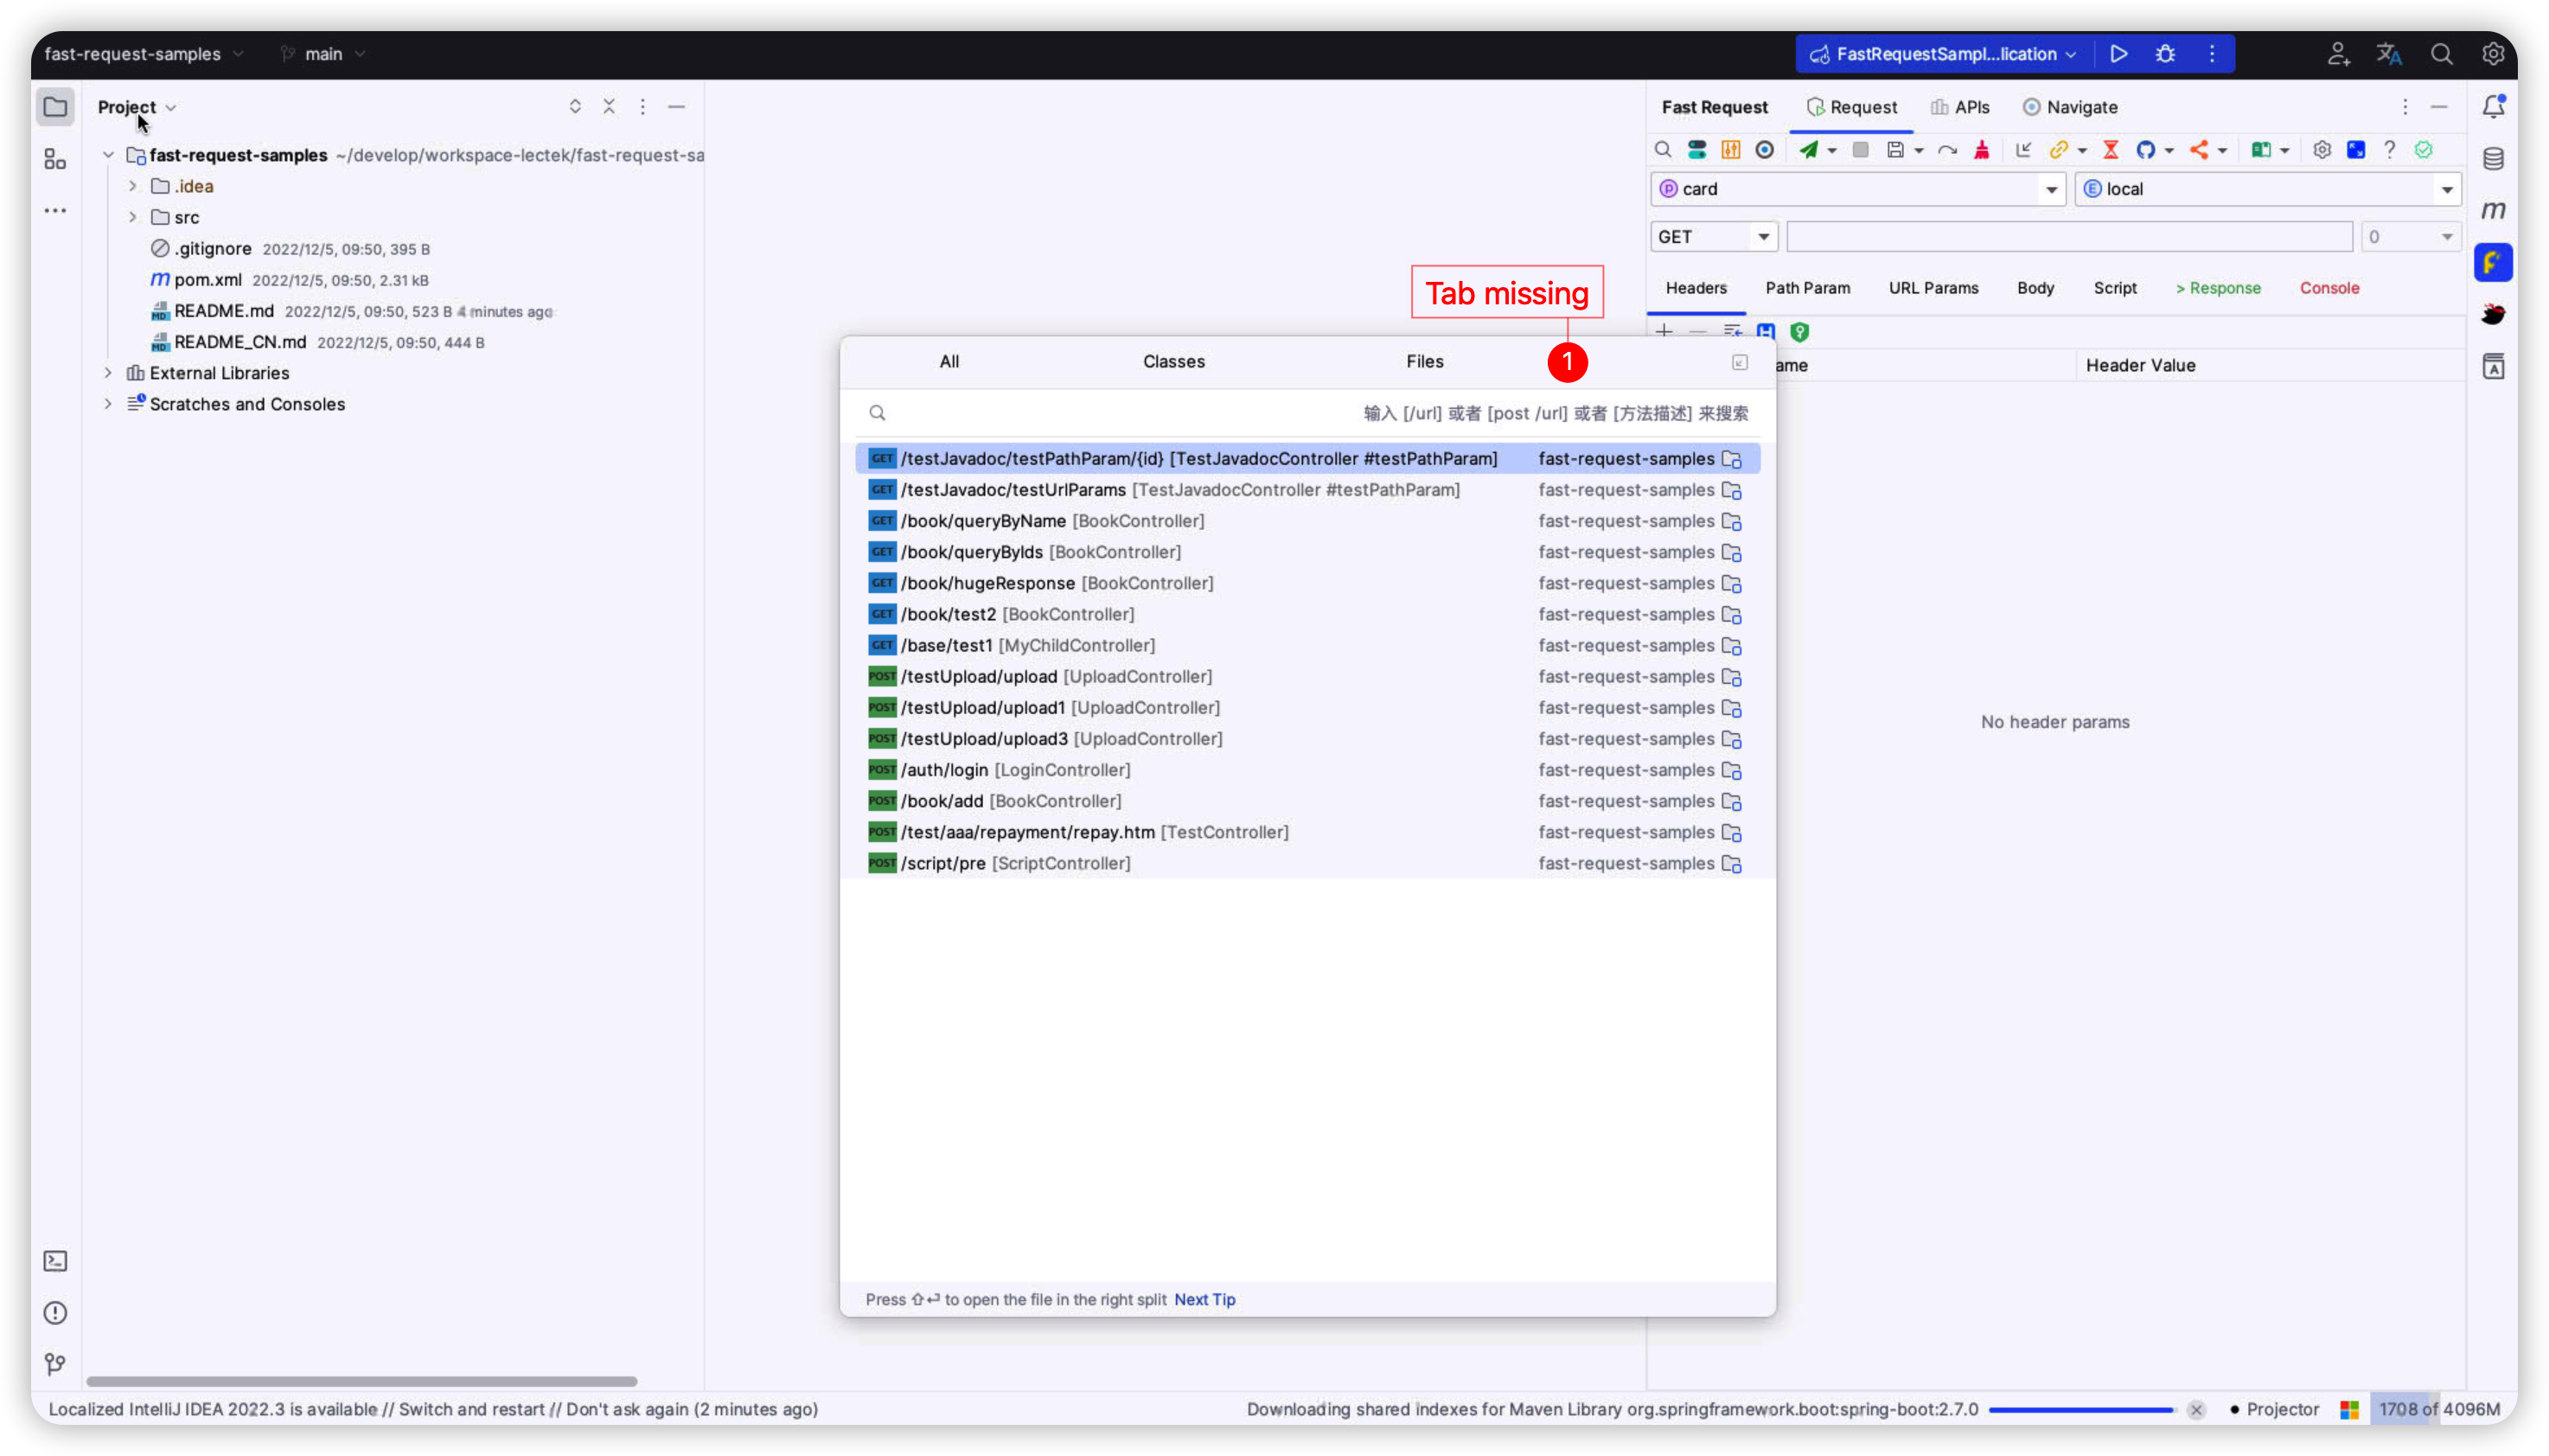 fast-request-samples main FastRequestSampl...lication
Project
fast-request-samples ~/develop/workspace-lectek/fast-request-sa
.idea
src
.gitignore 2022/12/5, 09:50, 395 B
pom.xml 2022/12/5, 09:50, 2.31 kB
README.md 2022/12/5, 09:50, 523 B 4 minutes ago
README_CN.md 2022/12/5, 09:50, 444 B
External Libraries
Scratches and Consoles
Fast Request Request APIs Navigate
card local
GET 0
Headers Path Param URL Params Body Script > Response Console
ame Header Value
No header params
Tab missing
1
All Classes Files
输入 [/url] 或者 [post /url] 或者 [方法描述] 来搜索
GET /testJavadoc/testPathParam/{id} [TestJavadocController #testPathParam] fast-request-samples
GET /testJavadoc/testUrlParams [TestJavadocController #testPathParam] fast-request-samples
GET /book/queryByName [BookController] fast-request-samples
GET /book/queryByIds [BookController] fast-request-samples
GET /book/hugeResponse [BookController] fast-request-samples
GET /book/test2 [BookController] fast-request-samples
GET /base/test1 [MyChildController] fast-request-samples
POST /testUpload/upload [UploadController] fast-request-samples
POST /testUpload/upload1 [UploadController] fast-request-samples
POST /testUpload/upload3 [UploadController] fast-request-samples
POST /auth/login [LoginController] fast-request-samples
POST /book/add [BookController] fast-request-samples
POST /test/aaa/repayment/repay.htm [TestController] fast-request-samples
POST /script/pre [ScriptController] fast-request-samples
Press ⇧⏎ to open the file in the right split Next Tip
Localized IntelliJ IDEA 2022.3 is available // Switch and restart // Don't ask again (2 minutes ago) Downloading shared indexes for Maven Library org.springframework.boot:spring-boot:2.7.0 Projector 1708 of 4096M